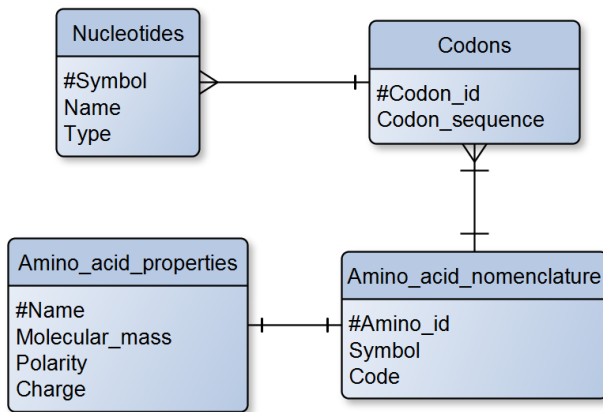 Nucleotides
#Symbol
Name
Type
Codons
#Codon_id
Codon_sequence
Amino_acid_properties
#Name
Molecular_mass
Polarity
Charge
Amino_acid_nomenclature
#Amino_id
Symbol
Code